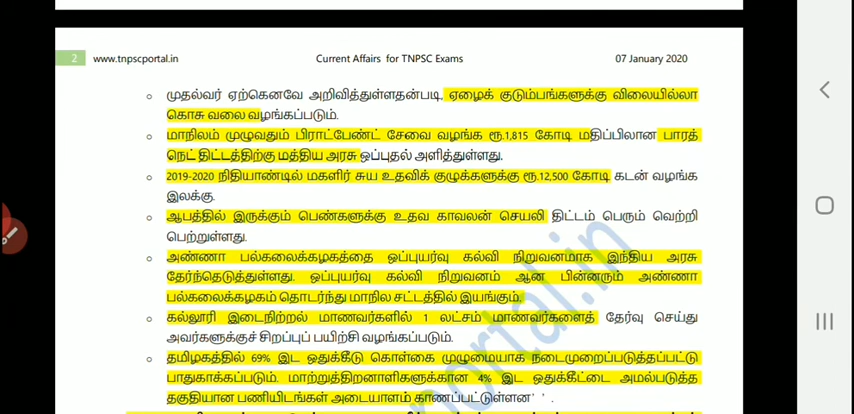 2 www.tnpscportal.in Current Affairs for TNPSC Exams 07 January 2020
o முதல்வர் ஏற்கெனவே அறிவித்துள்ளதன்படி, ஏழைக் குடும்பங்களுக்கு விலையில்லா
கொசு வலை வழங்கப்படும்.
o மாநிலம் முழுவதும் பிராட்பேண்ட் சேவை வழங்க ரூ.1,815 கோடி மதிப்பிலான பாரத்
நெட் திட்டத்திற்கு மத்திய அரசு ஒப்புதல் அளித்துள்ளது.
o 2019-2020 நிதியாண்டில் மகளிர் சுய உதவிக் குழுக்களுக்கு ரூ.12,500 கோடி கடன் வழங்க
இலக்கு.
o ஆபத்தில் இருக்கும் பெண்களுக்கு உதவ காவலன் செயலி திட்டம் பெரும் வெற்றி
பெற்றுள்ளது.
o அண்ணா பல்கலைக்கழகத்தை ஒப்புயர்வு கல்வி நிறுவனமாக இந்திய அரசு
தேர்ந்தெடுத்துள்ளது. ஒப்புயர்வு கல்வி நிறுவனம் ஆன பின்னரும் அண்ணா
பல்கலைக்கழகம் தொடர்ந்து மாநில சட்டத்தில் இயங்கும்.
o கல்லூரி இடைநிற்றல் மாணவர்களில் 1 லட்சம் மாணவர்களைத் தேர்வு செய்து
அவர்களுக்குச் சிறப்புப் பயிற்சி வழங்கப்படும்.
o தமிழகத்தில் 69% இட ஒதுக்கீடு கொள்கை முழுமையாக நடைமுறைப்படுத்தப்பட்டு
பாதுகாக்கப்படும். மாற்றுத்திறனாளிகளுக்கான 4% இட ஒதுக்கீட்டை அமல்படுத்த
தகுதியான பணியிடங்கள் அடையாளம் காணப்பட்டுள்ளன''.
portal.in